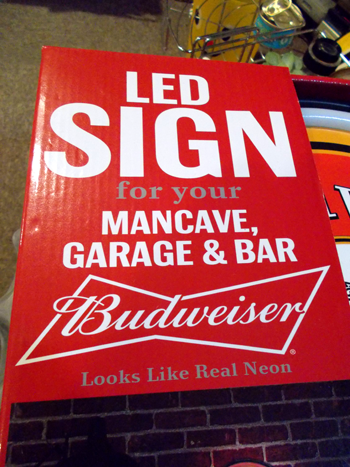 LED
SIGN
for your
MANCAVE,
GARAGE & BAR
Budweiser®
Looks Like Real Neon